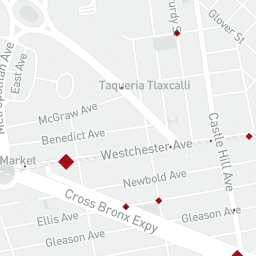 Purdy S
Glover St
Metropolitan Ave
East Ave
Taqueria Tlaxcalli
McGraw Ave
Benedict Ave
Castle Hill Ave
Westchester Ave
Market
Newbold Ave
Cross Bronx Expy
Ellis Ave
Gleason Ave
Gleason Ave